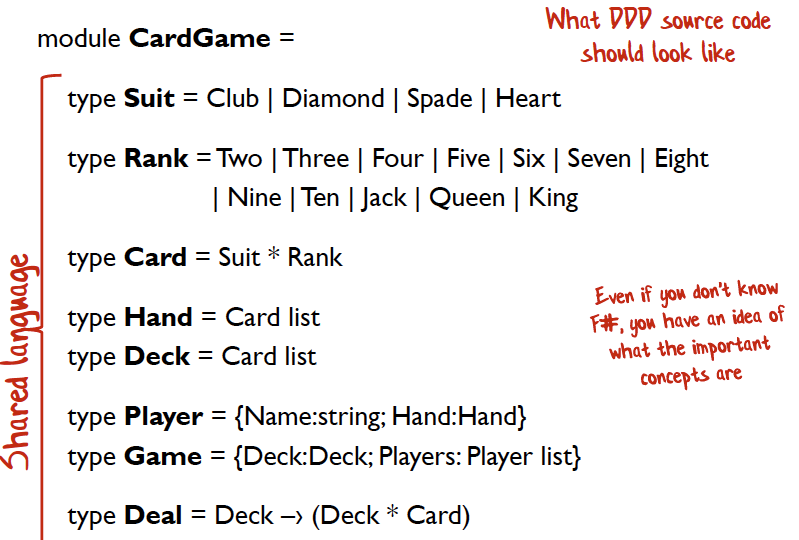 What DDD source code
should look like
module CardGame =
Shared language
type Suit = Club | Diamond | Spade | Heart
type Rank = Two | Three | Four | Five | Six | Seven | Eight
| Nine | Ten | Jack | Queen | King
type Card = Suit * Rank
Even if you don't know
F#, you have an idea of
what the important
concepts are
type Hand = Card list
type Deck = Card list
type Player = {Name:string; Hand:Hand}
type Game = {Deck:Deck; Players: Player list}
type Deal = Deck –› (Deck * Card)